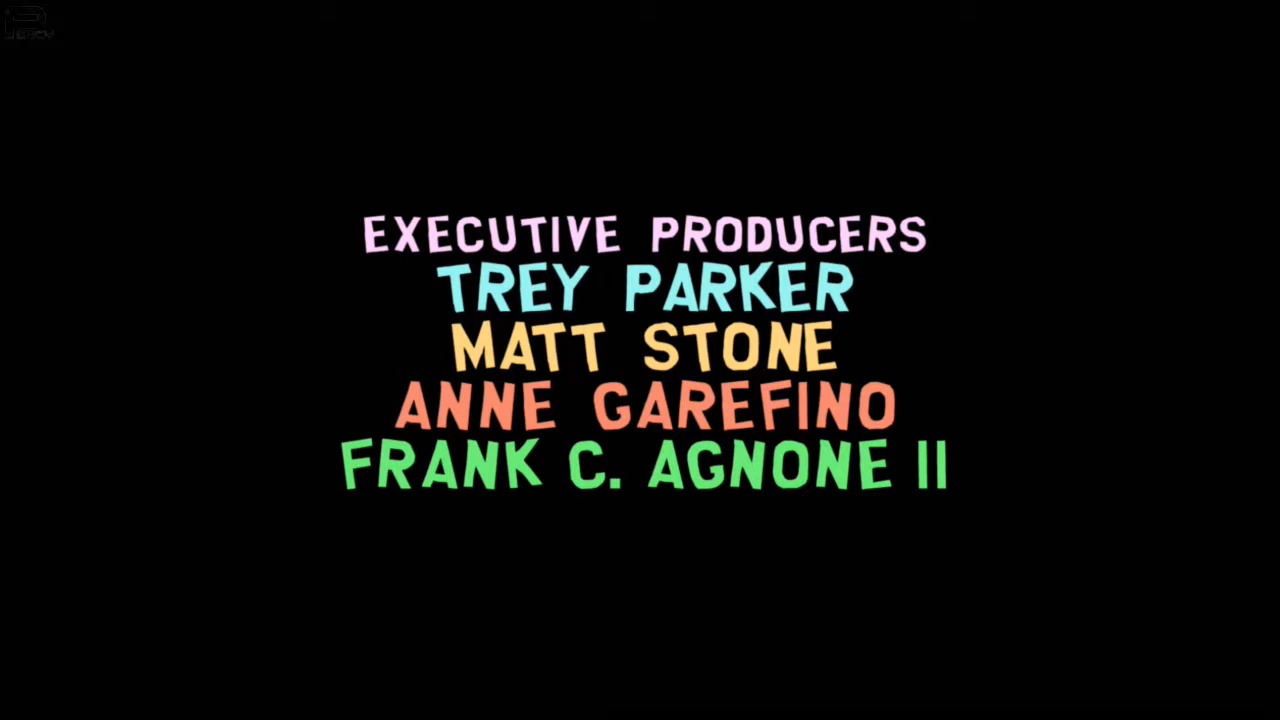 EXECUTIVE PRODUCERS
TREY PARKER
MATT STONE
ANNE GAREFINO
FRANK C. AGNONE II